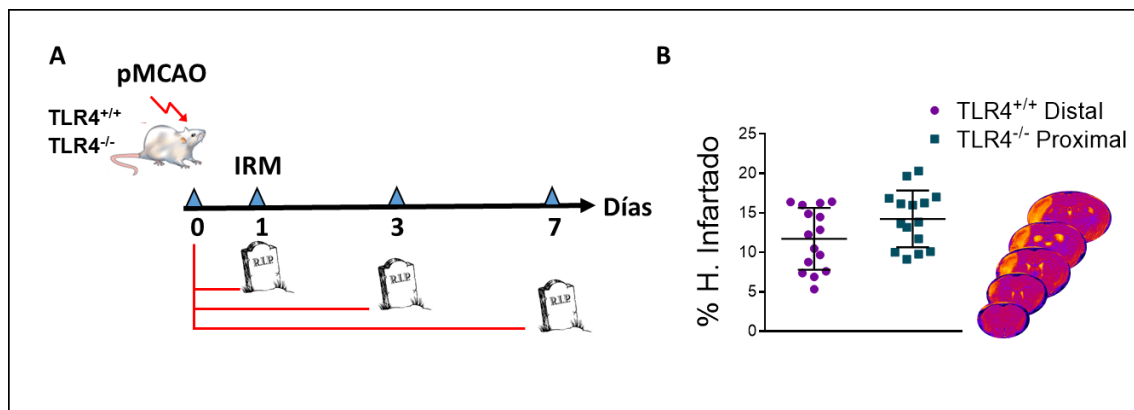 A
pMCAO
TLR4+/+
TLR4-/-
IRM
Días
0 1 3 7
R.I.P
R.I.P
R.I.P
B
TLR4+/+ Distal
TLR4-/- Proximal
% H. Infartado
25
20
15
10
5
0